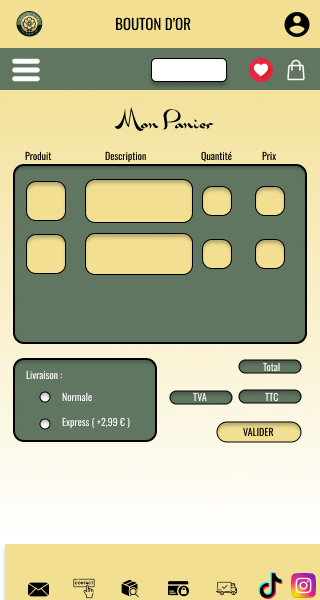 BOUTON D'OR
Mon Panier
Produit Description Quantité Prix
Livraison :
Normale
Express ( +2,99 € )
Total
TVA TTC
VALIDER
CONTACT